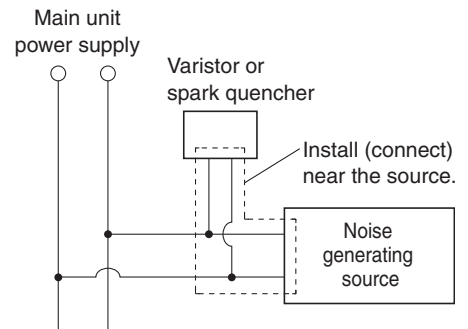 Main unit
power supply
Varistor or
spark quencher
Install (connect)
near the source.
Noise
generating
source